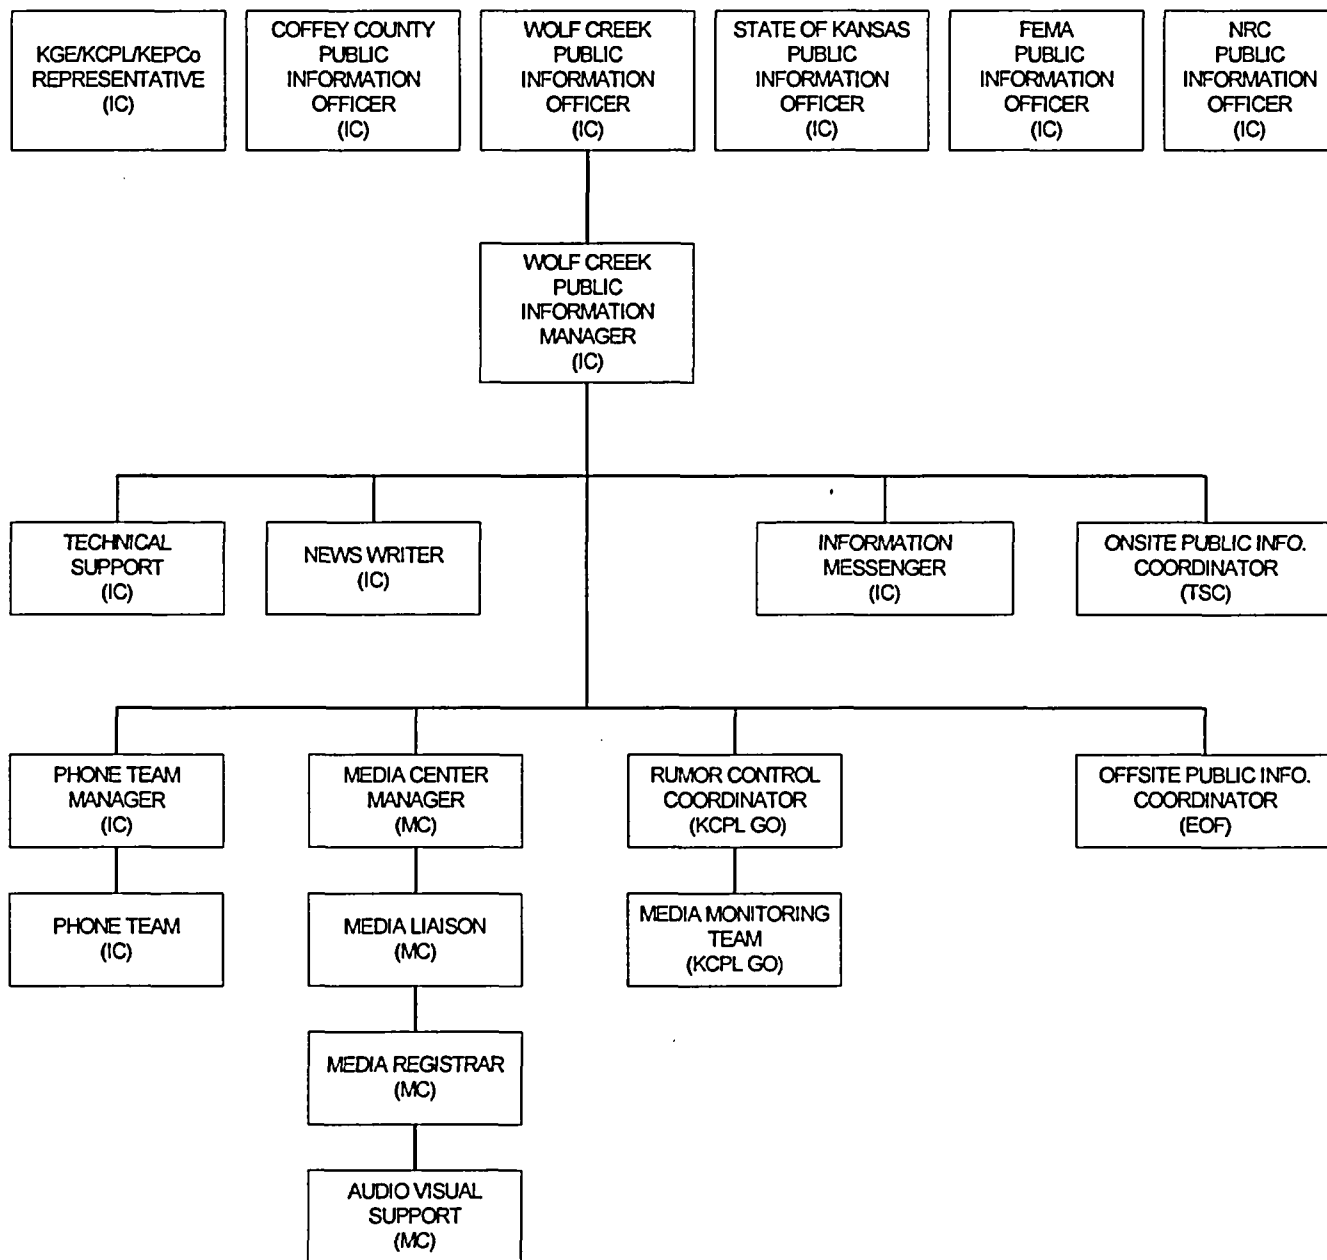 KGE/KCPL/KEPCo
REPRESENTATIVE
(IC)
COFFEY COUNTY
PUBLIC
INFORMATION
OFFICER
(IC)
WOLF CREEK
PUBLIC
INFORMATION
OFFICER
(IC)
STATE OF KANSAS
PUBLIC
INFORMATION
OFFICER
(IC)
FEMA
PUBLIC
INFORMATION
OFFICER
(IC)
NRC
PUBLIC
INFORMATION
OFFICER
(IC)
WOLF CREEK
PUBLIC
INFORMATION
MANAGER
(IC)
TECHNICAL
SUPPORT
(IC)
NEWS WRITER
(IC)
INFORMATION
MESSENGER
(IC)
ONSITE PUBLIC INFO.
COORDINATOR
(TSC)
PHONE TEAM
MANAGER
(IC)
MEDIA CENTER
MANAGER
(MC)
RUMOR CONTROL
COORDINATOR
(KCPL GO)
OFFSITE PUBLIC INFO.
COORDINATOR
(EOF)
PHONE TEAM
(IC)
MEDIA LIAISON
(MC)
MEDIA MONITORING
TEAM
(KCPL GO)
MEDIA REGISTRAR
(MC)
AUDIO VISUAL
SUPPORT
(MC)